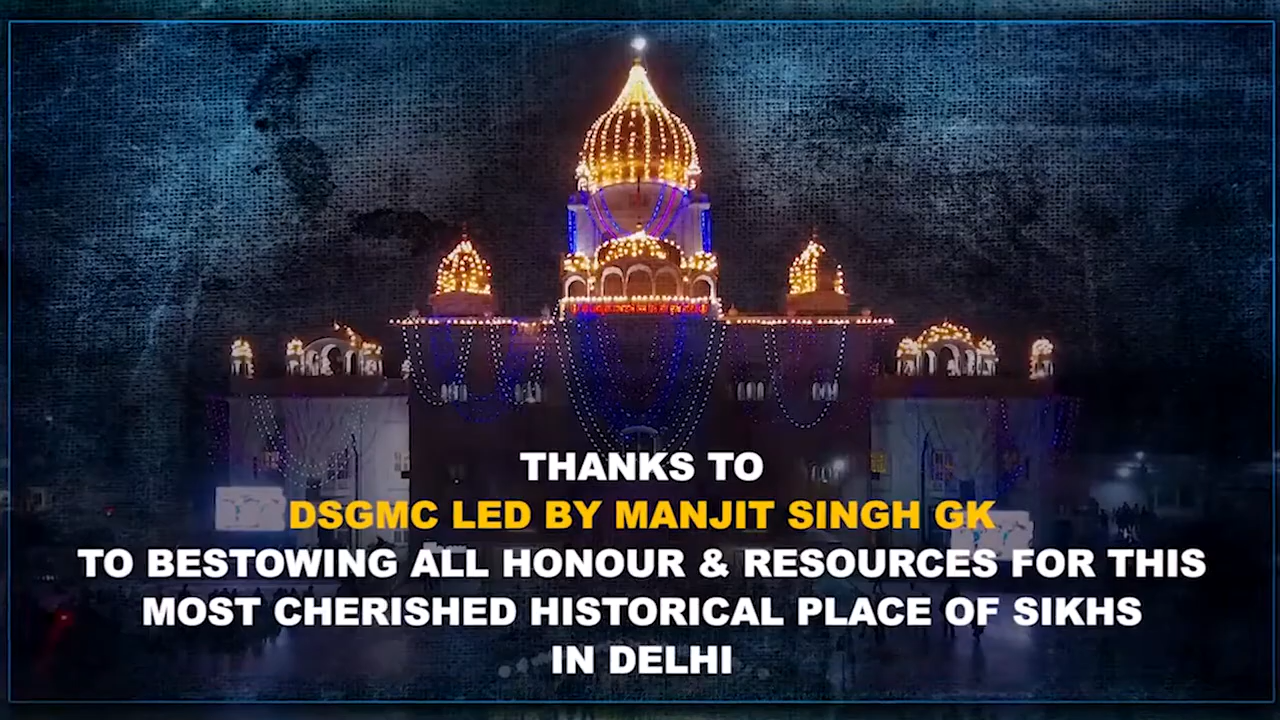 THANKS TO
DSGMC LED BY MANJIT SINGH GK
TO BESTOWING ALL HONOUR & RESOURCES FOR THIS
MOST CHERISHED HISTORICAL PLACE OF SIKHS
IN DELHI